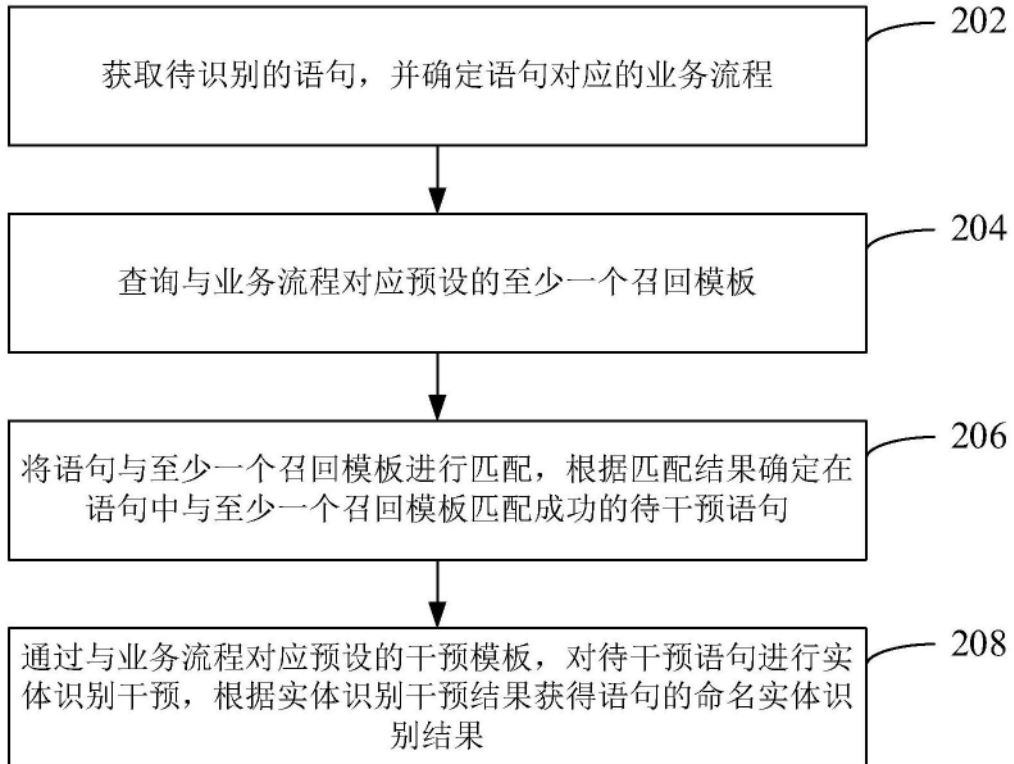 202
获取待识别的语句，并确定语句对应的业务流程
204
查询与业务流程对应预设的至少一个召回模板
206
将语句与至少一个召回模板进行匹配，根据匹配结果确定在
语句中与至少一个召回模板匹配成功的待干预语句
208
通过与业务流程对应预设的干预模板，对待干预语句进行实
体识别干预，根据实体识别干预结果获得语句的命名实体识
别结果